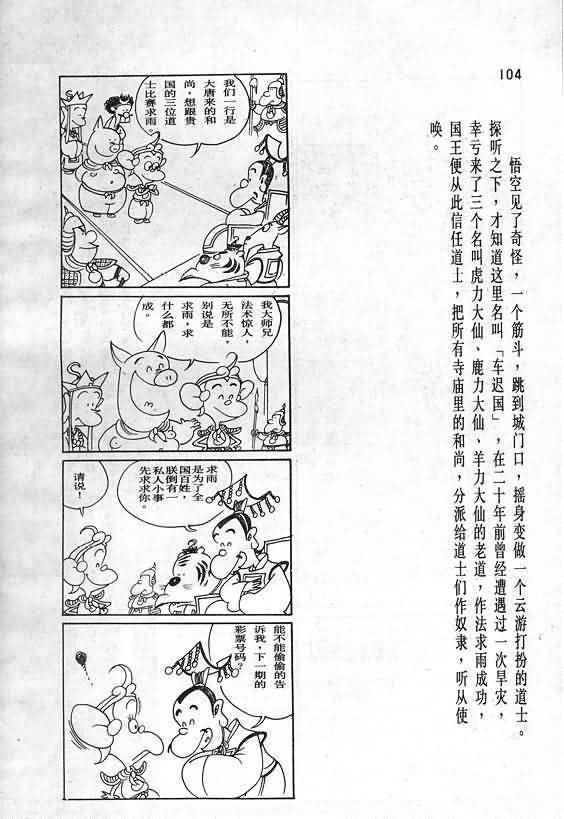 104
悟空见了奇怪，一个筋斗，跳到城门口，摇身变做一个云游打扮的道士。
探听之下，才知道这里名叫「车迟国」，在二十年前曾经遭遇过一次旱灾，
幸亏来了三个名叫虎力大仙、鹿力大仙、羊力大仙的老道，作法求雨成功，
国王便从此信任道士，把所有寺庙里的和尚，分派给道士们作奴隶，听从使
唤。
我们一行是
大唐来的和
尚，想跟贵
国的三位道
士比赛求雨。
我大师兄
法术惊人，
无所不能，
别说是
求雨，求
什么都
成。
求雨
是为了全
国百姓，
朕倒有一
私人小事
先求求你。
请说！
能不能偷偷的告
诉我，下一期的
彩票号码？